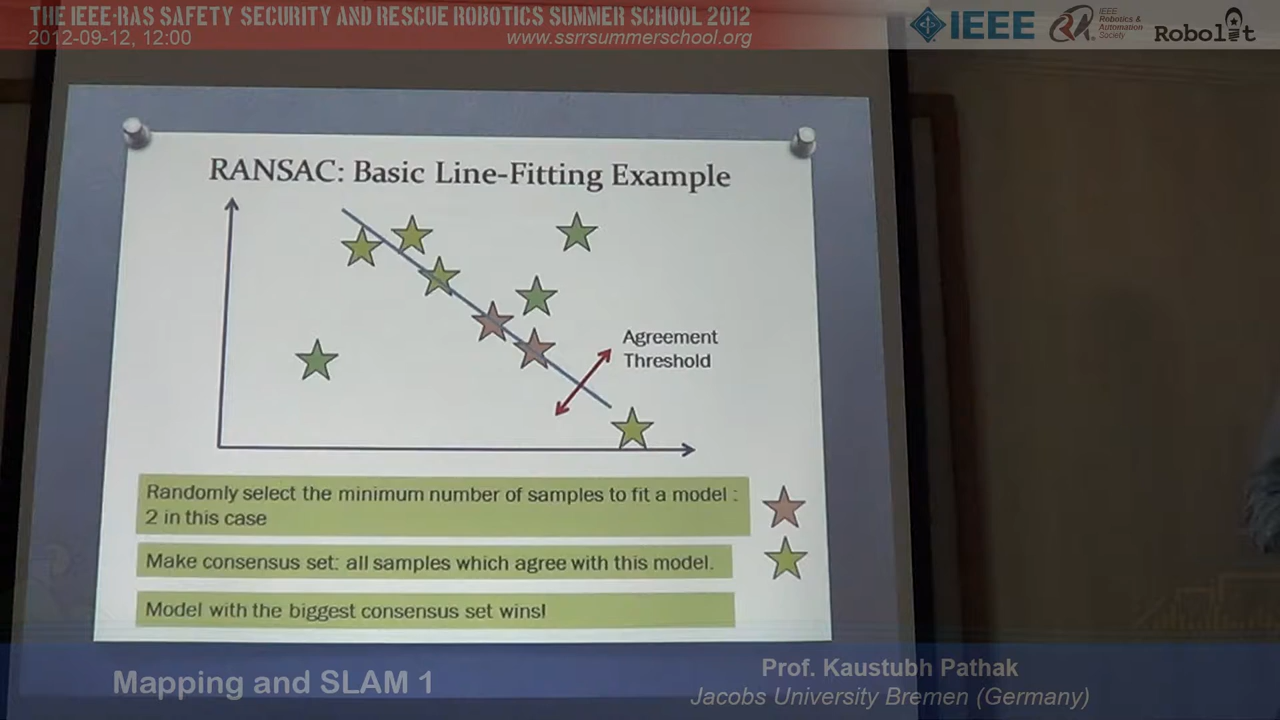 THE IEEE-RAS SAFETY SECURITY AND RESCUE ROBOTICS SUMMER SCHOOL 2012
2012-09-12, 12:00
www.ssrrsummerschool.org
IEEE
IEEE
Robotics &
Automation
Society
Robolit
RANSAC: Basic Line-Fitting Example
Agreement
Threshold
Randomly select the minimum number of samples to fit a model :
2 in this case
Make consensus set: all samples which agree with this model.
Model with the biggest consensus set wins!
Mapping and SLAM 1
Prof. Kaustubh Pathak
Jacobs University Bremen (Germany)